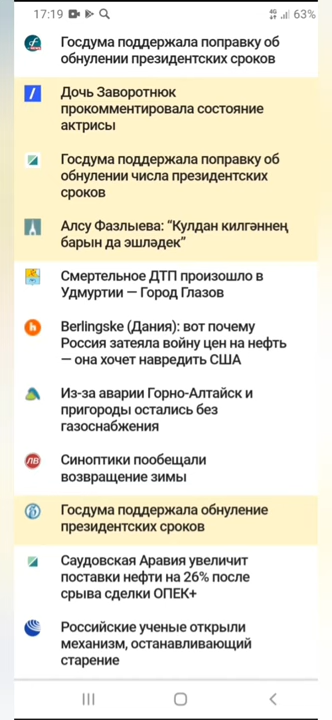 17:19 4G 63%
Госдума поддержала поправку об
обнулении президентских сроков
Дочь Заворотнюк
прокомментировала состояние
актрисы
Госдума поддержала поправку об
обнулении числа президентских
сроков
Алсу Фазлыева: “Кулдан килгәннең
барын да эшләдек”
Смертельное ДТП произошло в
Удмуртии — Город Глазов
Berlingske (Дания): вот почему
Россия затеяла войну цен на нефть
— она хочет навредить США
Из-за аварии Горно-Алтайск и
пригороды остались без
газоснабжения
ЛВ
Синоптики пообещали
возвращение зимы
Госдума поддержала обнуление
президентских сроков
Саудовская Аравия увеличит
поставки нефти на 26% после
срыва сделки ОПЕК+
Российские ученые открыли
механизм, останавливающий
старение